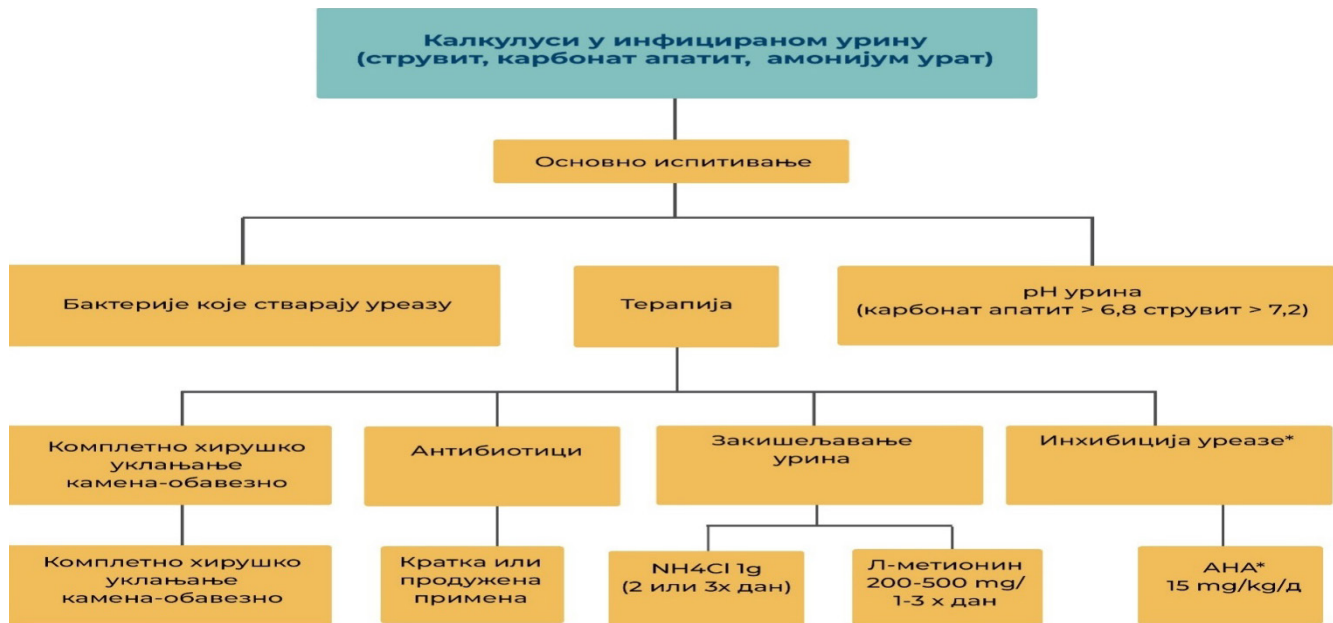 Калкулуси у инфицираном урину
(струвит, карбонат апатит, амонијум урат)
Основно испитивање
Бактерије које стварају уреазу
Терапија
pH урина
(карбонат апатит > 6,8 струвит > 7,2)
Комплетно хирушко
уклањање
камена-обавезно
Антибиотици
Закишељавање
урина
Инхибиција уреазе*
Комплетно хирушко
уклањање
камена-обавезно
Кратка или
продужена
примена
NH4Cl 1g
(2 или 3x дан)
Л-метионин
200-500 mg/
1-3 x дан
АНА*
15 mg/kg/д